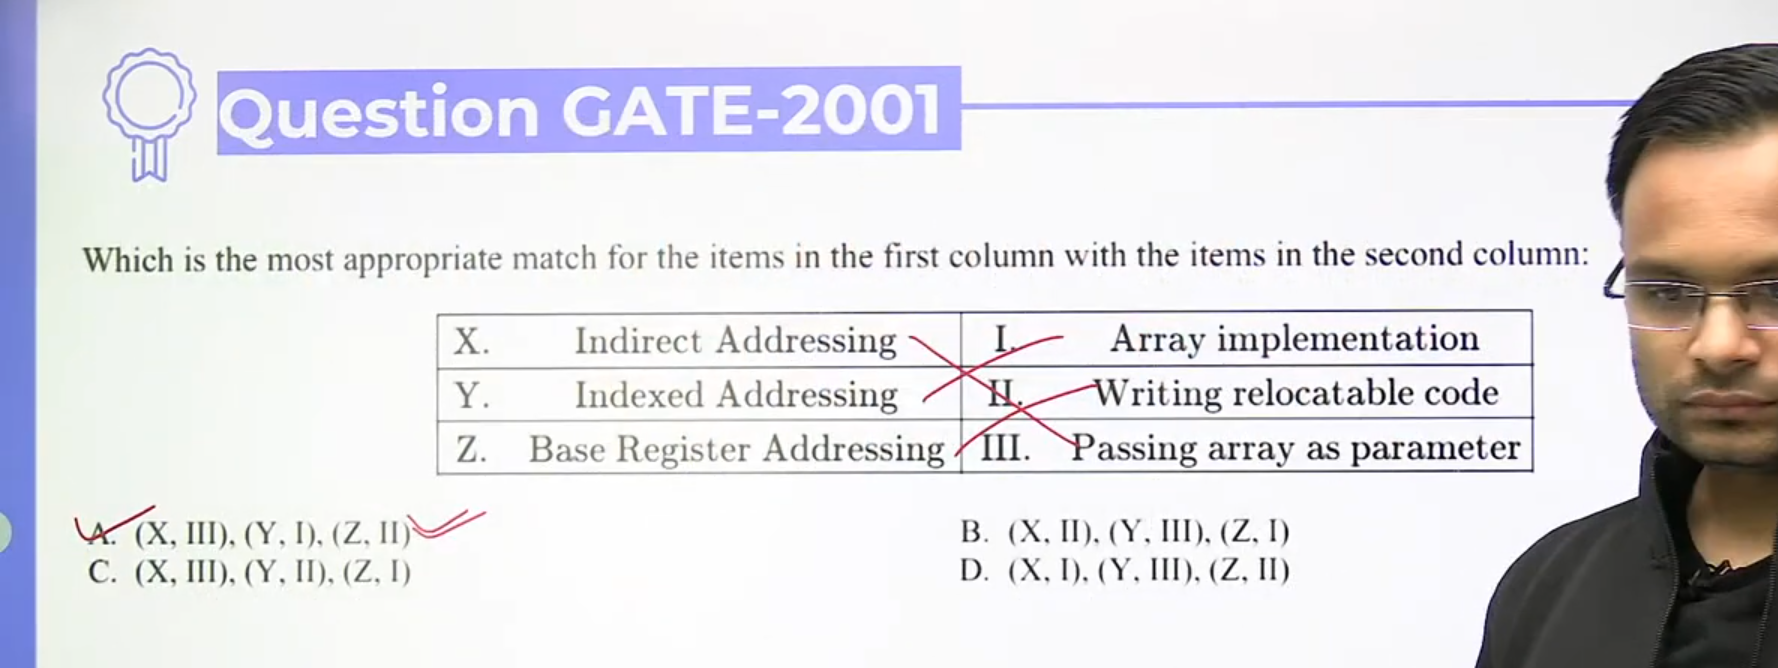 Question GATE-2001
Which is the most appropriate match for the items in the first column with the items in the second column:
X. Indirect Addressing I. Array implementation
Y. Indexed Addressing II. Writing relocatable code
Z. Base Register Addressing III. Passing array as parameter
A. (X, III), (Y, I), (Z, II) B. (X, II), (Y, III), (Z, I)
C. (X, III), (Y, II), (Z, I) D. (X, I), (Y, III), (Z, II)